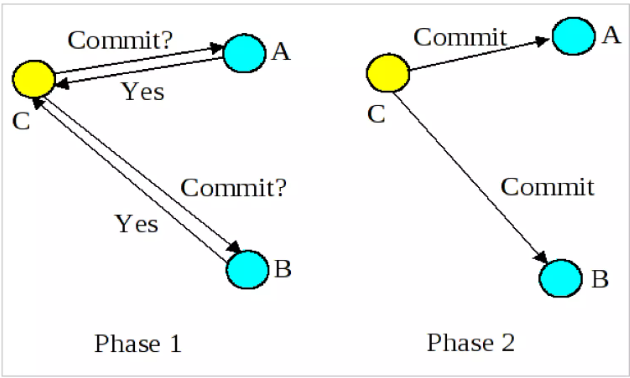 Commit?
A
Yes
C
Commit?
Yes
B
Phase 1
Commit
A
C
Commit
B
Phase 2